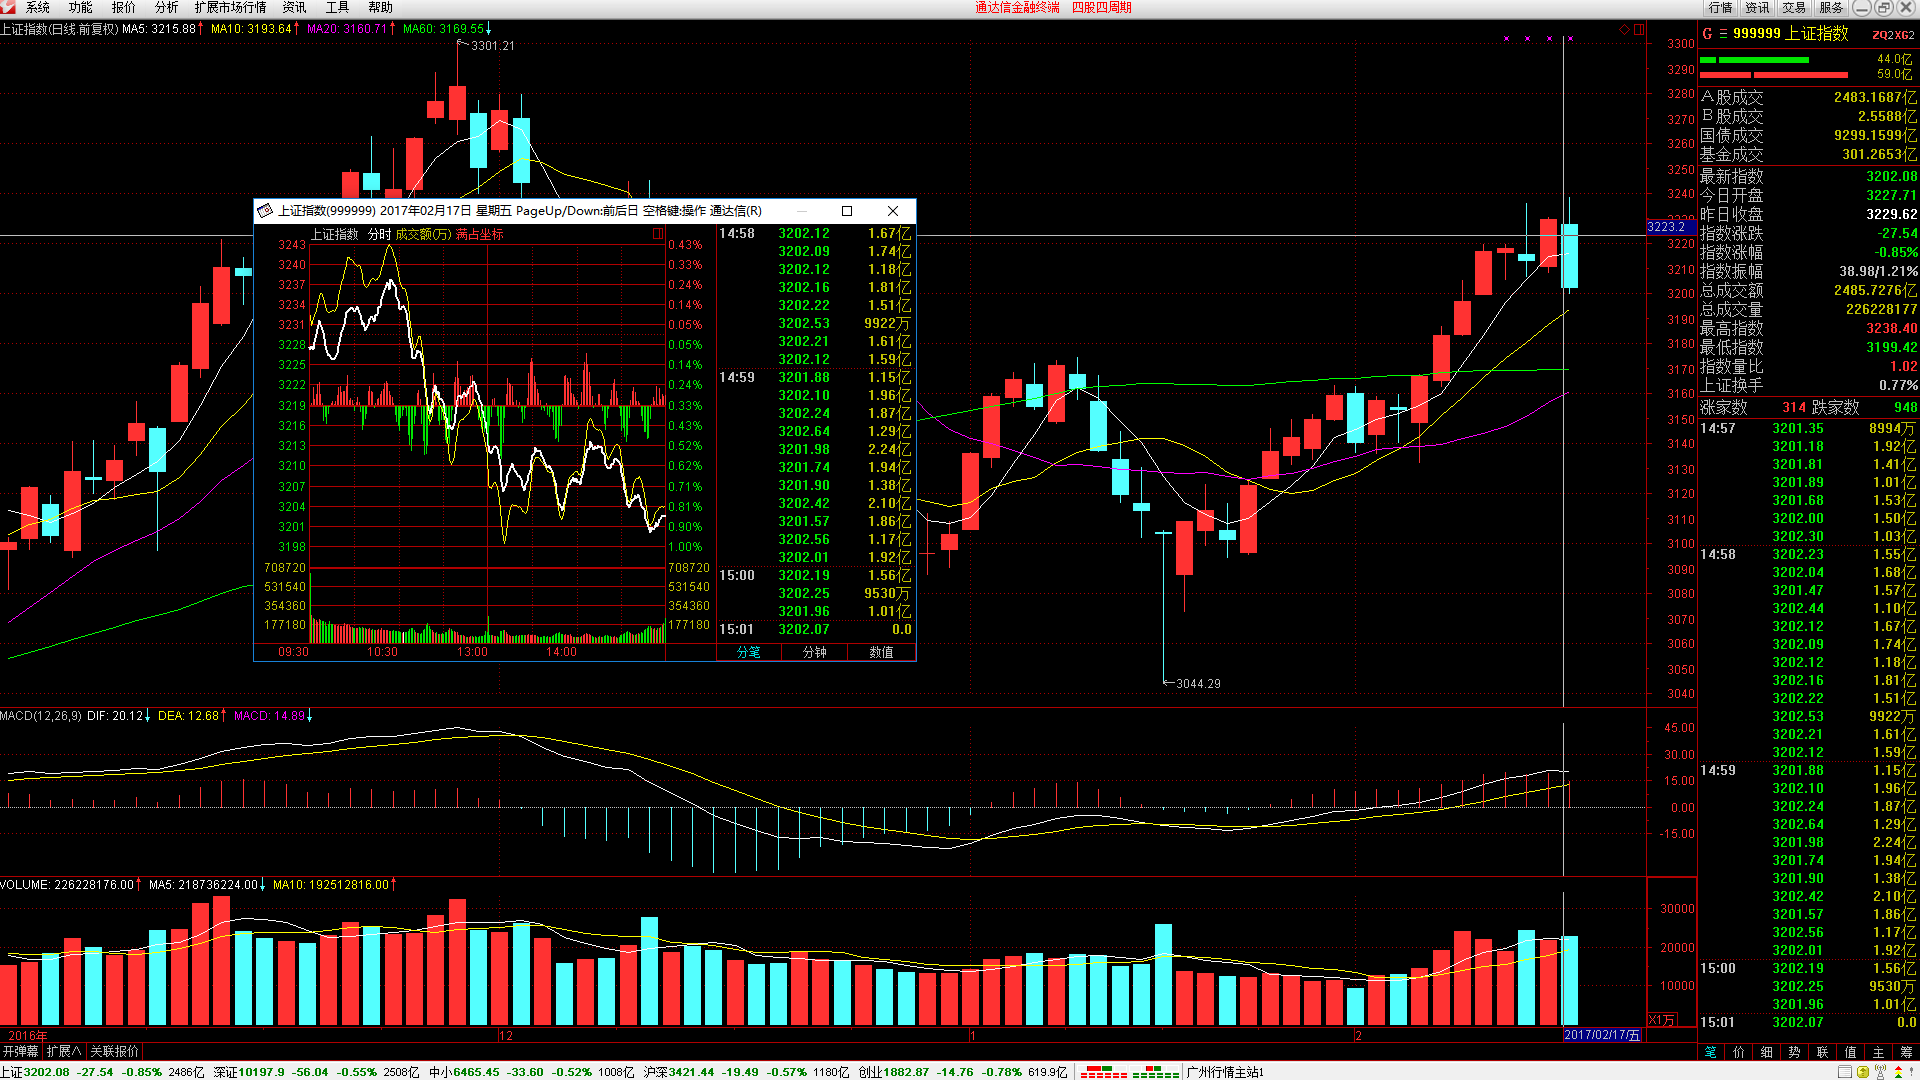 系统 功能 报价 分析 扩展市场行情 资讯 工具 帮助 通达信金融终端 四股四周期 行情 资讯 交易 服务
上证指数(日线.前复权) MA5: 3215.88↑ MA10: 3193.64↑ MA20: 3160.71↑ MA60: 3169.55↓
3301.21
3300
3290
3280
3270
3260
3250
3240
3223.2
3220
3210
3200
3190
3180
3170
3160
3150
3140
3130
3120
3110
3100
3090
3080
3070
3060
3050
3040
3044.29
上证指数(999999) 2017年02月17日 星期五 PageUp/Down:前后日 空格键:操作 通达信(R)
上证指数 分时 成交额(万) 满占坐标
3243 0.43%
3240 0.33%
3237 0.24%
3234 0.14%
3231 0.05%
3228 0.05%
3225 0.14%
3222 0.24%
3219 0.33%
3216 0.43%
3213 0.52%
3210 0.62%
3207 0.71%
3204 0.81%
3201 0.90%
3198 1.00%
708720 708720
531540 531540
354360 354360
177180 177180
09:30 10:30 13:00 14:00
14:58 3202.12 1.67亿
3202.09 1.74亿
3202.12 1.18亿
3202.16 1.81亿
3202.22 1.51亿
3202.53 9922万
3202.21 1.61亿
3202.12 1.59亿
14:59 3201.88 1.15亿
3202.10 1.96亿
3202.24 1.87亿
3202.64 1.29亿
3201.98 2.24亿
3201.74 1.94亿
3201.90 1.38亿
3202.42 2.10亿
3201.57 1.86亿
3202.56 1.17亿
3202.01 1.92亿
15:00 3202.19 1.56亿
3202.25 9530万
3201.96 1.01亿
15:01 3202.07 0.0
分笔 分钟 数值
MACD(12,26,9) DIF: 20.12↓ DEA: 12.68↑ MACD: 14.89↓
45.00
30.00
15.00
0.00
-15.00
VOLUME: 226228176.00↑ MA5: 218736224.00↓ MA10: 192512816.00↑
30000
20000
10000
X1万
2016年 12 1 2 2017/02/17/五
开弹幕 扩展∧ 关联报价
G 三 999999 上证指数 ZQ2XG2
44.0亿
59.0亿
A股成交 2483.1687亿
B股成交 2.5588亿
国债成交 9299.1599亿
基金成交 301.2653亿
最新指数 3202.08
今日开盘 3227.71
昨日收盘 3229.62
指数涨跌 -27.54
指数涨幅 -0.85%
指数振幅 38.98/1.21%
总成交额 2485.7276亿
总成交量 226228177
最高指数 3238.40
最低指数 3199.42
指数量比 1.02
上证换手 0.77%
涨家数 314 跌家数 948
14:57 3201.35 8994万
3201.18 1.92亿
3201.81 1.41亿
3201.89 1.01亿
3201.68 1.53亿
3202.00 1.50亿
3202.30 1.03亿
14:58 3202.23 1.55亿
3202.04 1.68亿
3201.47 1.57亿
3202.44 1.10亿
3202.12 1.67亿
3202.09 1.74亿
3202.12 1.18亿
3202.16 1.81亿
3202.22 1.51亿
3202.53 9922万
3202.21 1.61亿
3202.12 1.59亿
14:59 3201.88 1.15亿
3202.10 1.96亿
3202.24 1.87亿
3202.64 1.29亿
3201.98 2.24亿
3201.74 1.94亿
3201.90 1.38亿
3202.42 2.10亿
3201.57 1.86亿
3202.56 1.17亿
3202.01 1.92亿
15:00 3202.19 1.56亿
3202.25 9530万
3201.96 1.01亿
15:01 3202.07 0.0
笔 价 细 势 联 值 主 筹
上证3202.08 -27.54 -0.85% 2486亿 深证10197.9 -56.04 -0.55% 2508亿 中小6465.45 -33.60 -0.52% 1008亿 沪深3421.44 -19.49 -0.57% 1180亿 创业1882.87 -14.76 -0.78% 619.9亿 广州行情主站1